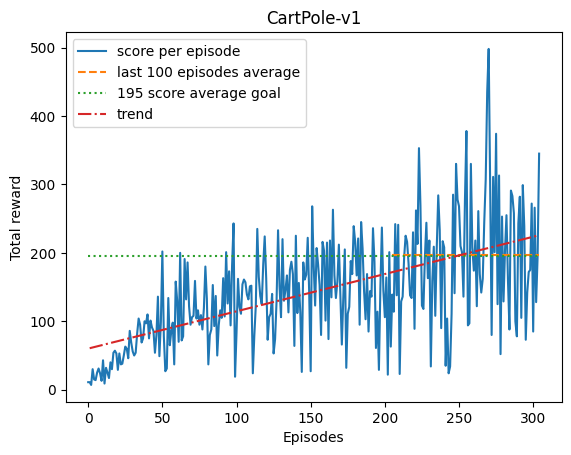 CartPole-v1
score per episode
last 100 episodes average
195 score average goal
trend
Total reward
500
400
300
200
100
0
0 50 100 150 200 250 300
Episodes